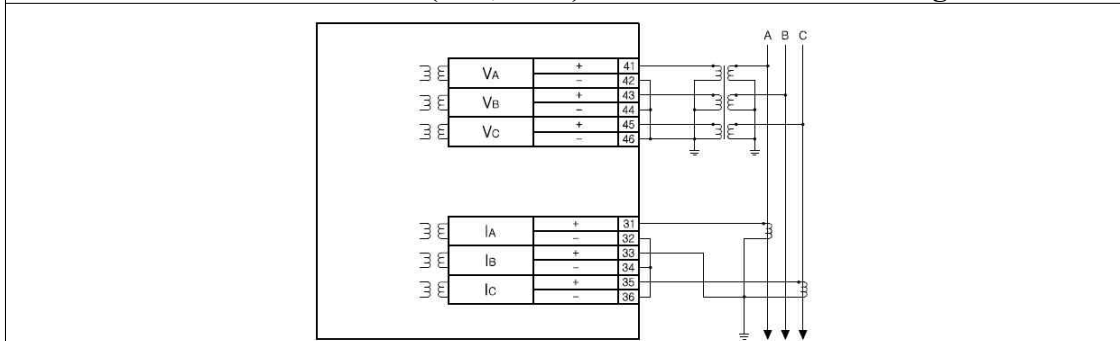 A B C
VA + 41
- 42
VB + 43
- 44
VC + 45
- 46
IA + 31
- 32
IB + 33
- 34
IC + 35
- 36